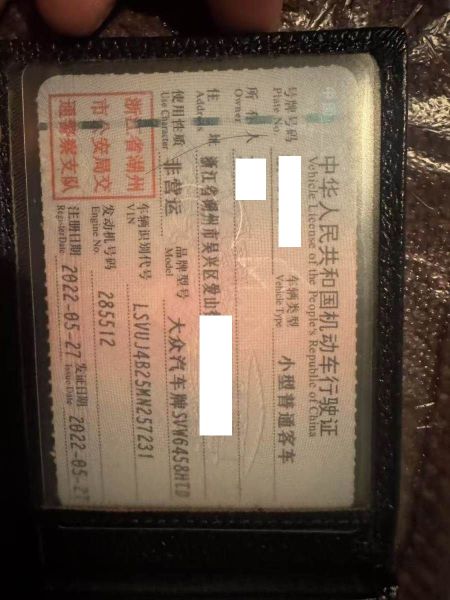 中华人民共和国机动车行驶证
Vehicle License of the People's Republic of China
号牌号码
Plate No.
车辆类型 小型普通客车
Vehicle Type
所有人
Owner
住址 浙江省湖州市吴兴区爱山
Address
使用性质 非营运
Use Character
品牌型号 大众汽车牌SVW6458HTD
Model
浙江省湖州
市公安局交
通警察支队
车辆识别代号 LSVUJ4B25MN257231
VIN
发动机号码 285512
Engine No.
注册日期 2022-05-27
Register Date
发证日期 2022-05-2
Issue Date